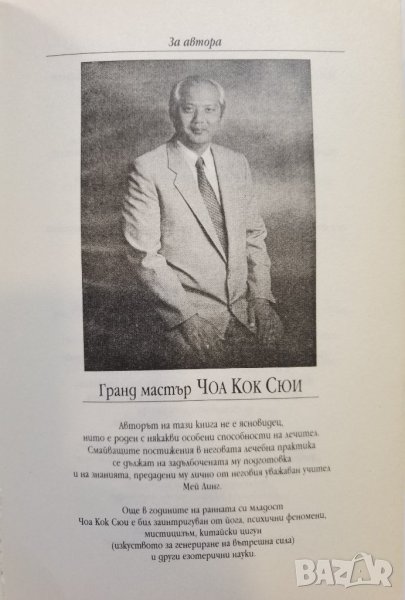 За автора
Гранд мастър ЧОА КОК СЮИ
Авторът на тази книга не е ясновидец,
нито е роден с някакви особени способности на лечител.
Смайващите постижения в неговата лечебна практика
се дължат на задълбочената му подготовка
и на знанията, предадени му лично от неговия уважаван учител
Мей Линг.
Още в годините на ранната си младост
Чоа Кок Сюи е бил заинтригуван от йога, психични феномени,
мистицизъм, китайски цигун
(изкуството за генериране на вътрешна сила)
и други езотерични науки.
BAZAR